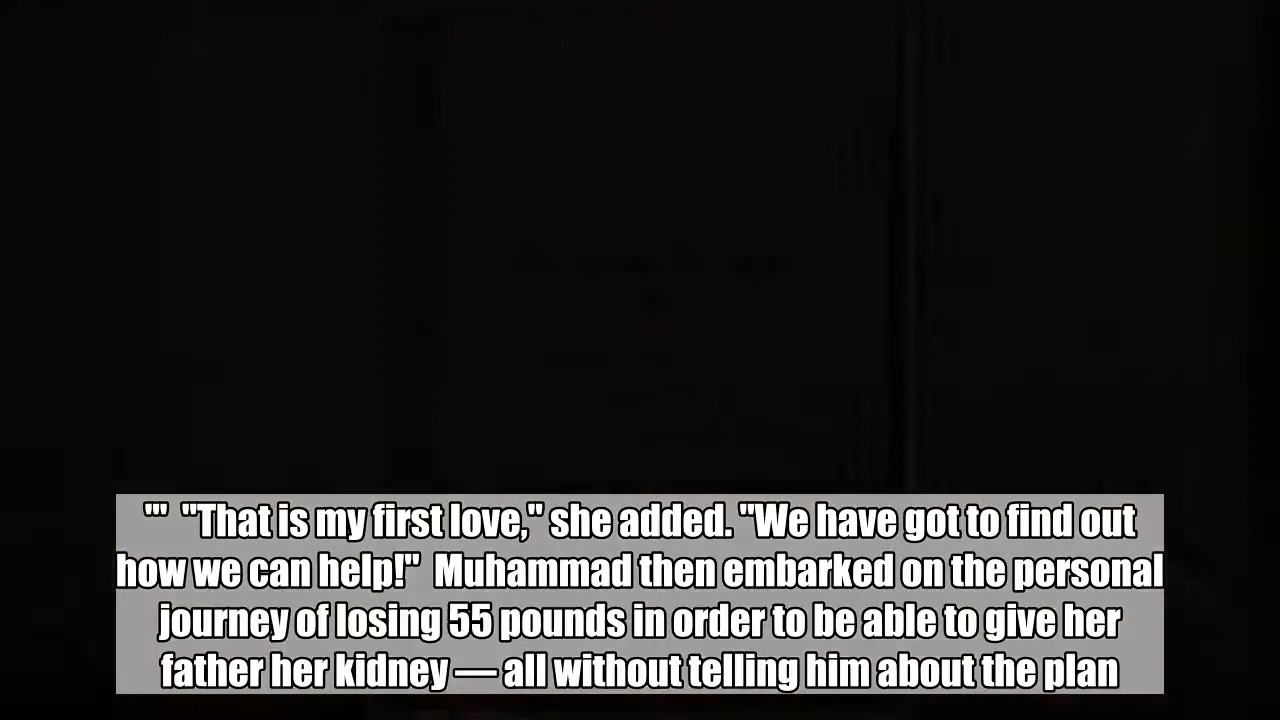 '" "That is my first love," she added. "We have got to find out
how we can help!" Muhammad then embarked on the personal
journey of losing 55 pounds in order to be able to give her
father her kidney — all without telling him about the plan